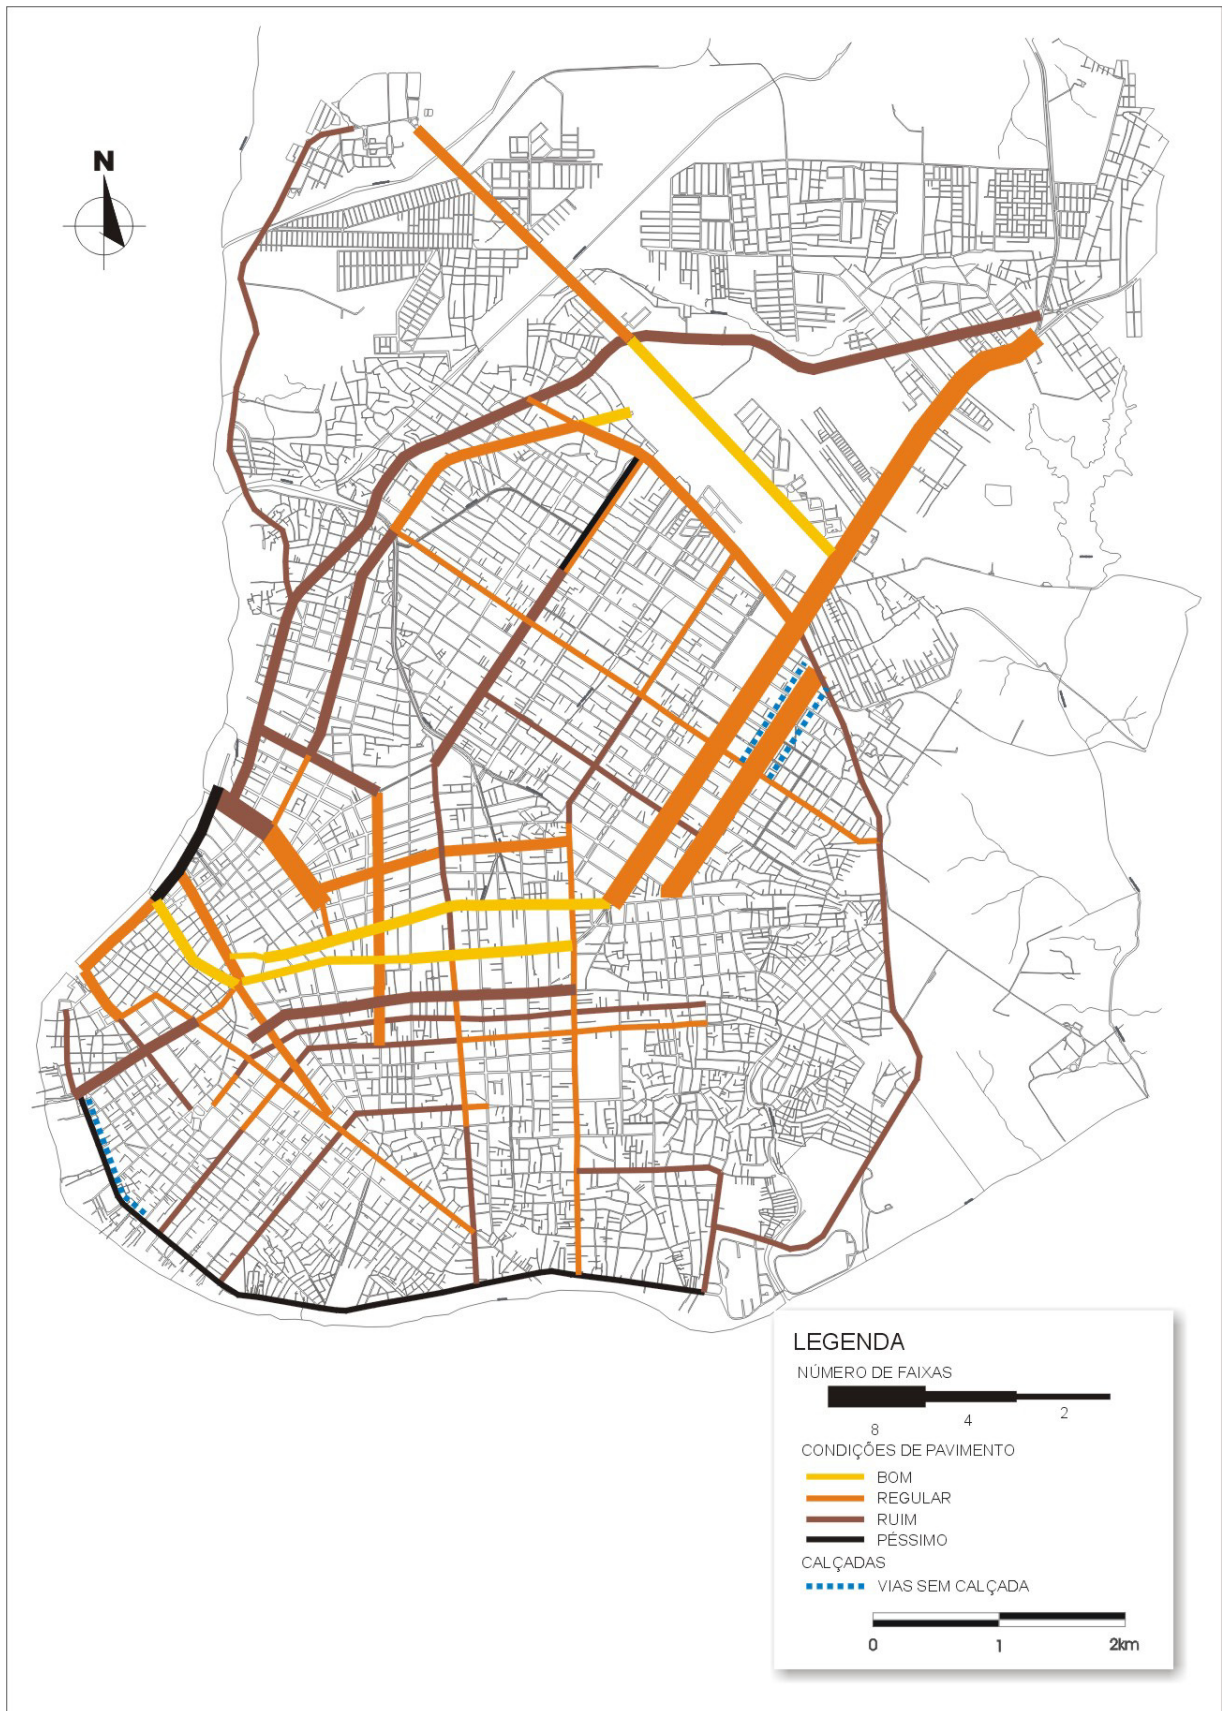 N
LEGENDA
NÚMERO DE FAIXAS
8 4 2
CONDIÇÕES DE PAVIMENTO
BOM
REGULAR
RUIM
PÉSSIMO
CALÇADAS
VIAS SEM CALÇADA
0 1 2km